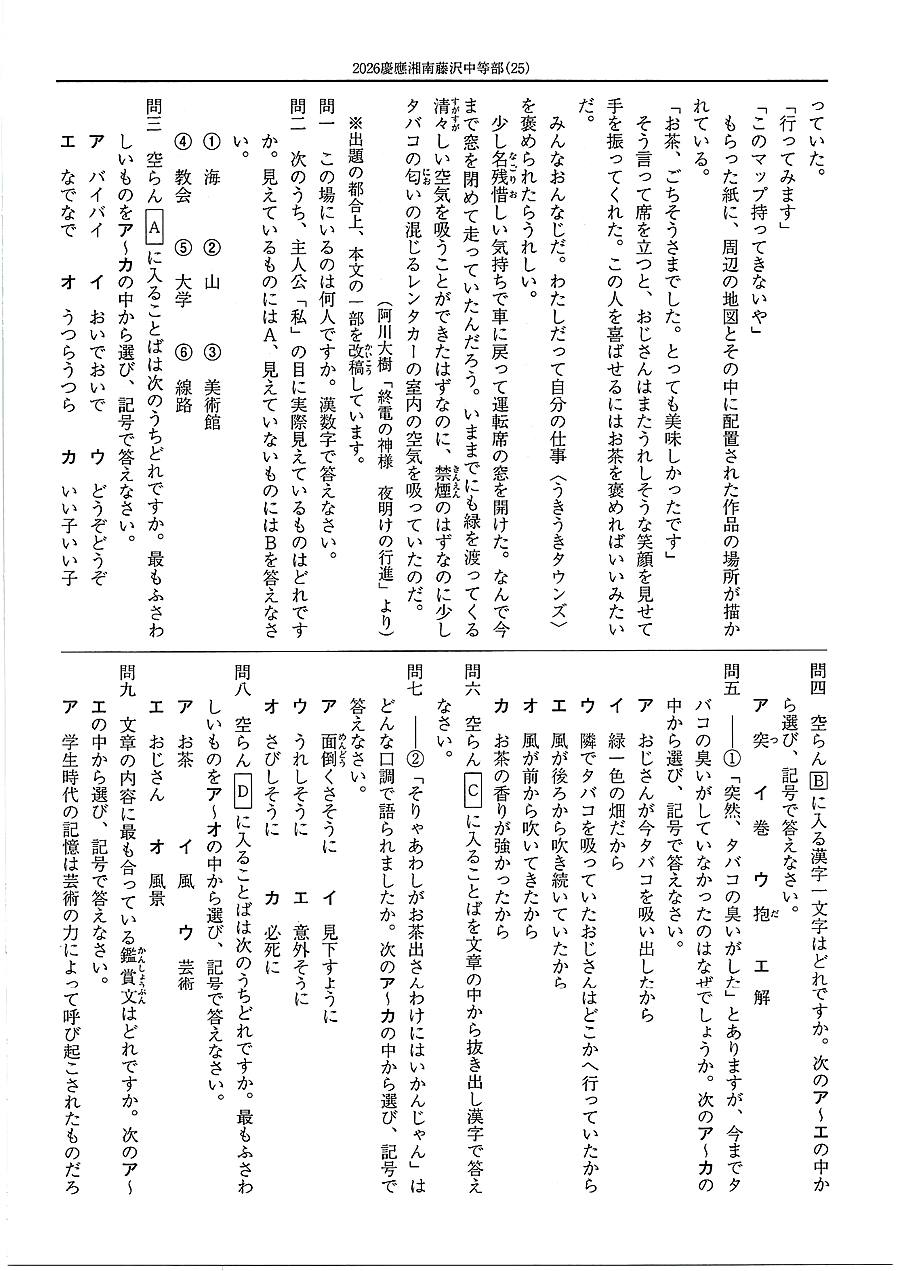 2026慶應湘南藤沢中等部(25)
っていた。
「行ってみます」
「このマップ持ってきないや」
もらった紙に、周辺の地図とその中に配置された作品の場所が描か
れている。
「お茶、ごちそうさまでした。とっても美味しかったです」
そう言って席を立つと、おじさんはまたうれしそうな笑顔を見せて
手を振ってくれた。この人を喜ばせるにはお茶を褒めればいいみたい
だ。
みんなおんなじだ。わたしだって自分の仕事〈うきうきタウンズ〉
を褒められたらうれしい。
少し名残惜しい気持ちで車に戻って運転席の窓を開けた。なんで今
まで窓を閉めて走っていたんだろう。いままでにも緑を渡ってくる
清々しい空気を吸うことができたはずなのに、禁煙のはずなのに少し
タバコの匂いの混じるレンタカーの室内の空気を吸っていたのだ。
（阿川大樹「終電の神様 夜明けの行進」より）
※出題の都合上、本文の一部を改稿しています。
問一 この場にいるのは何人ですか。漢数字で答えなさい。
問二 次のうち、主人公「私」の目に実際見えているものはどれです
か。見えているものにはA、見えていないものにはBを答えなさ
い。
① 海 ② 山 ③ 美術館
④ 教会 ⑤ 大学 ⑥ 線路
問三 空らん A に入ることばは次のうちどれですか。最もふさわ
しいものをア〜カの中から選び、記号で答えなさい。
ア バイバイ イ おいでおいで ウ どうぞどうぞ
エ なでなで オ うつらうつら カ いい子いい子
問四 空らん B に入る漢字一文字はどれですか。次のア〜エの中か
ら選び、記号で答えなさい。
ア 突 イ 巻 ウ 抱 エ 解
問五 ――①「突然、タバコの臭いがした」とありますが、今までタ
バコの臭いがしていなかったのはなぜでしょうか。次のア〜カの
中から選び、記号で答えなさい。
ア おじさんが今タバコを吸い出したから
イ 緑一色の畑だから
ウ 隣でタバコを吸っていたおじさんはどこかへ行っていたから
エ 風が後ろから吹き続いていたから
オ 風が前から吹いてきたから
カ お茶の香りが強かったから
問六 空らん C に入ることばを文章の中から抜き出し漢字で答え
なさい。
問七 ――②「そりゃあわしがお茶出さんわけにはいかんじゃん」は
どんな口調で語られましたか。次のア〜カの中から選び、記号で
答えなさい。
ア 面倒くさそうに イ 見下すように
ウ うれしそうに エ 意外そうに
オ さびしそうに カ 必死に
問八 空らん D に入ることばは次のうちどれですか。最もふさわ
しいものをア〜オの中から選び、記号で答えなさい。
ア お茶 イ 風 ウ 芸術
エ おじさん オ 風景
問九 文章の内容に最も合っている鑑賞文はどれですか。次のア〜
エの中から選び、記号で答えなさい。
ア 学生時代の記憶は芸術の力によって呼び起こされたものだろ